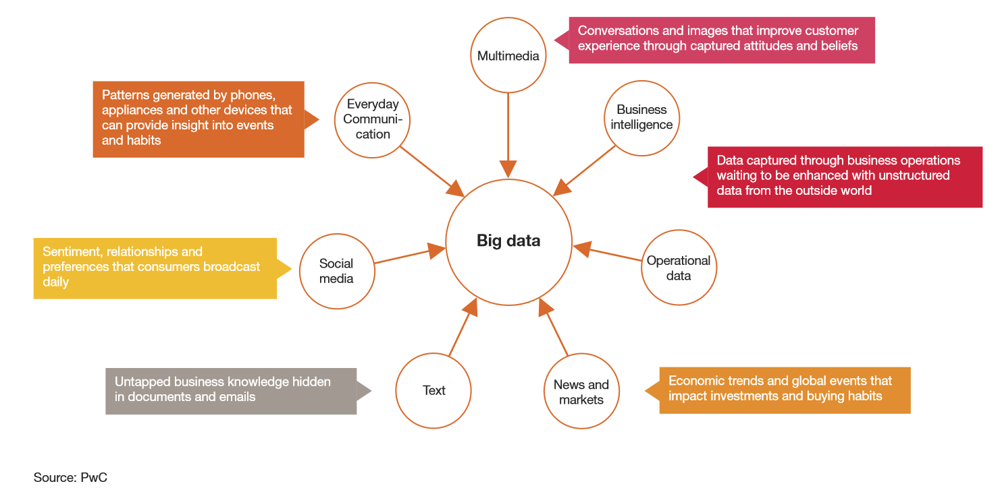 Multimedia
Conversations and images that improve customer
experience through captured attitudes and beliefs
Patterns generated by phones,
appliances and other devices that
can provide insight into events
and habits
Everyday
Communi-
cation
Business
intelligence
Data captured through business operations
waiting to be enhanced with unstructured
data from the outside world
Big data
Sentiment, relationships and
preferences that consumers broadcast
daily
Social
media
Operational
data
Untapped business knowledge hidden
in documents and emails
Text
News and
markets
Economic trends and global events that
impact investments and buying habits
Source: PwC